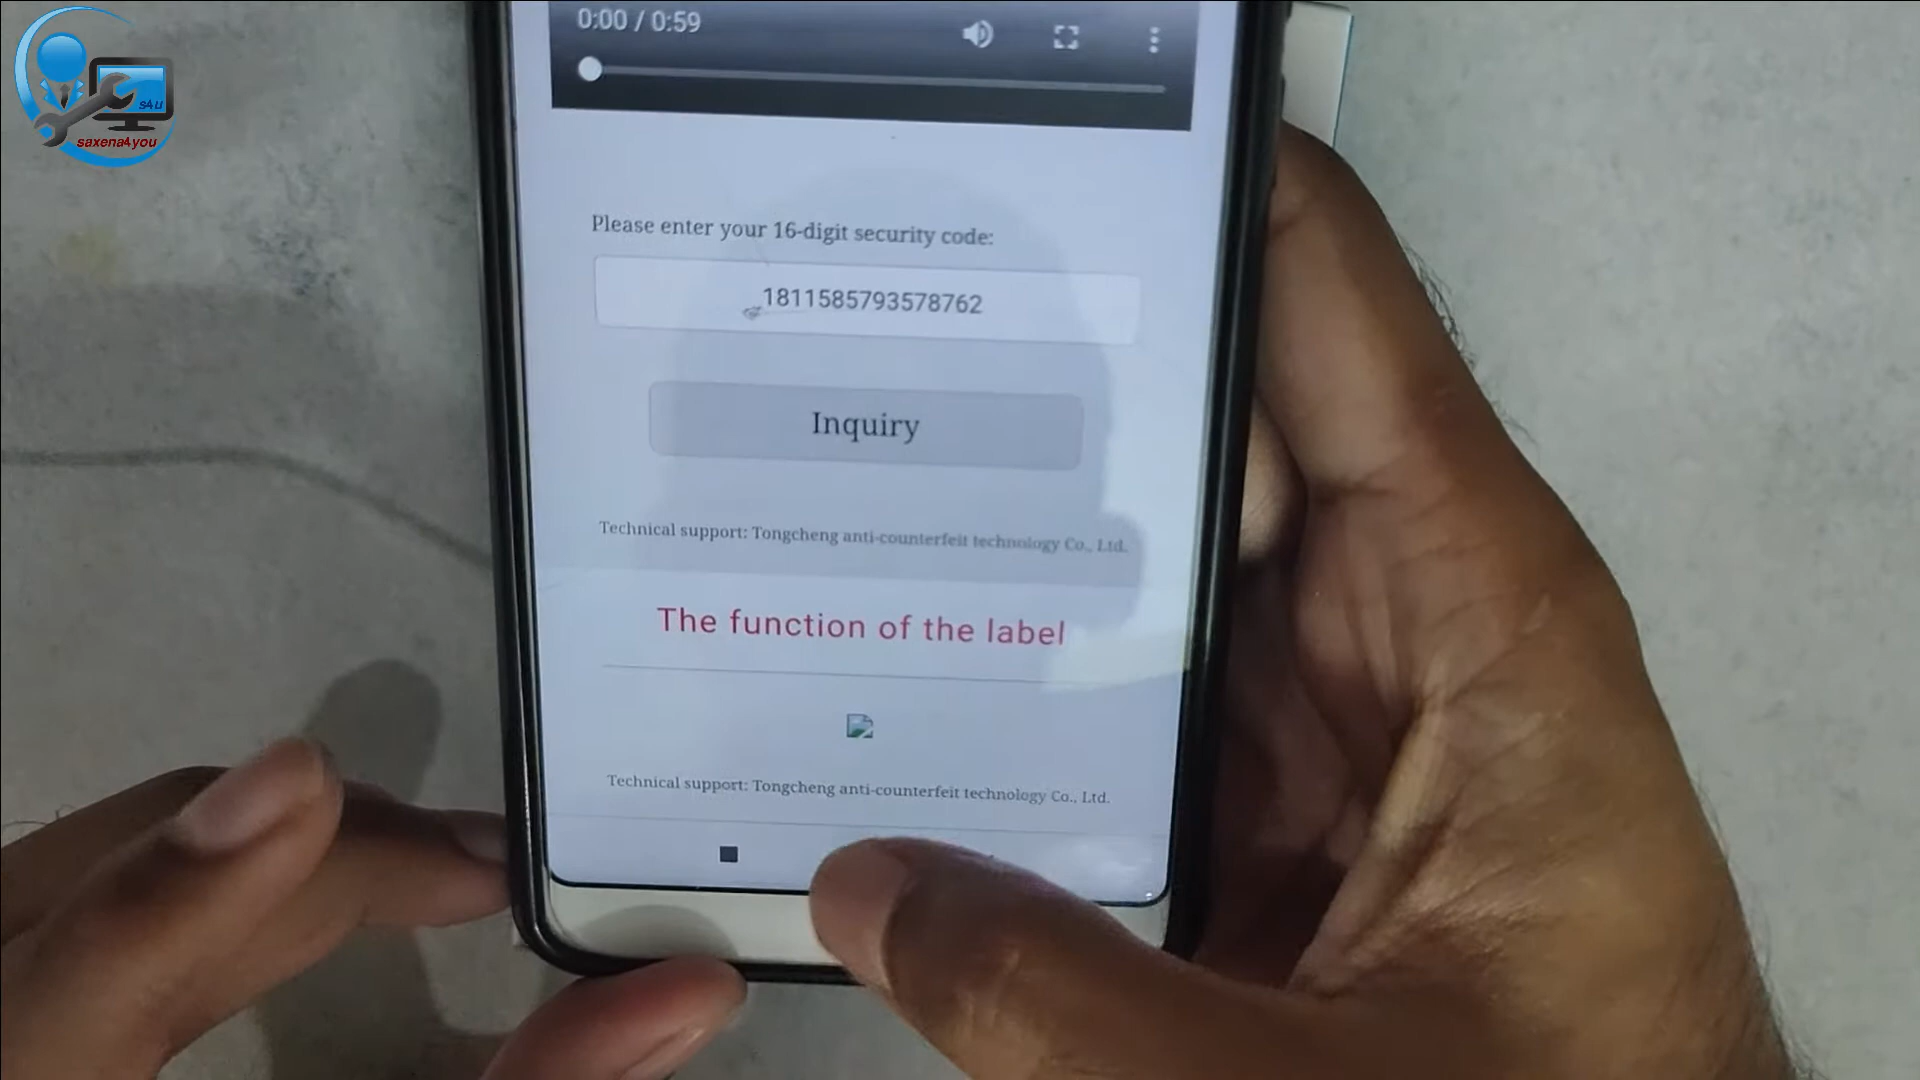 0:00 / 0:59
S4U
saxena4you
Please enter your 16-digit security code:
1811585793578762
Inquiry
Technical support: Tongcheng anti-counterfeit technology Co., Ltd.
The function of the label
Technical support: Tongcheng anti-counterfeit technology Co., Ltd.